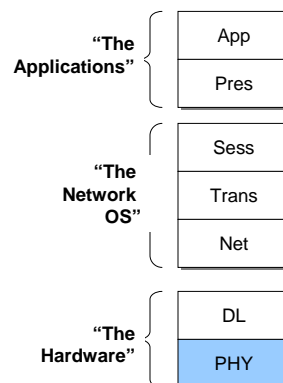 “The
Applications”
App
Pres
“The
Network
OS”
Sess
Trans
Net
“The
Hardware”
DL
PHY